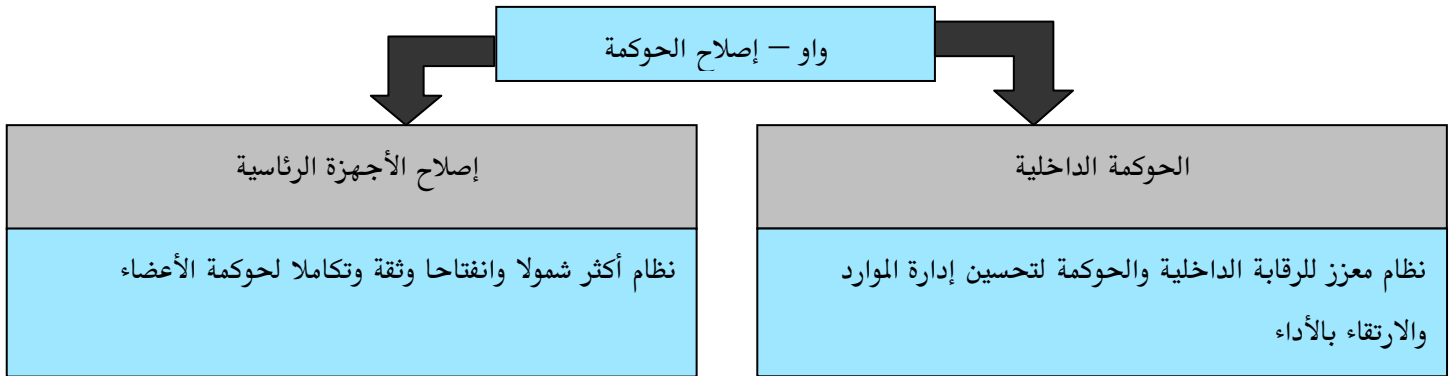 واو – إصلاح الحوكمة
الحوكمة الداخلية
نظام معزز للرقابة الداخلية والحوكمة لتحسين إدارة الموارد
والارتقاء بالأداء
إصلاح الأجهزة الرئاسية
نظام أكثر شمولا وانفتاحا وثقة وتكاملا لحوكمة الأعضاء